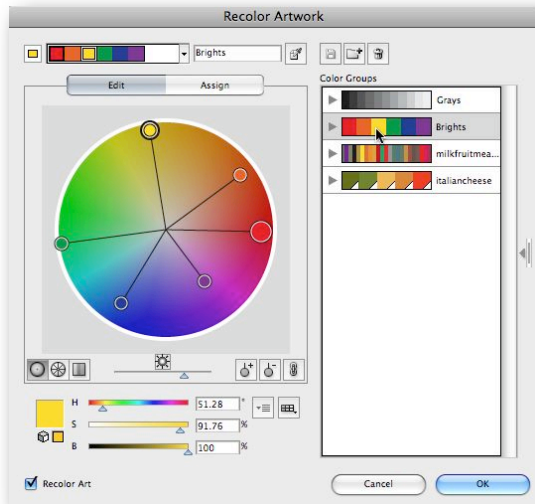 Recolor Artwork
Brights
Edit Assign
Color Groups
Grays
Brights
milkfruitmea...
italiancheese
H 51.28 °
S 91.76 %
B 100 %
Recolor Art
Cancel OK